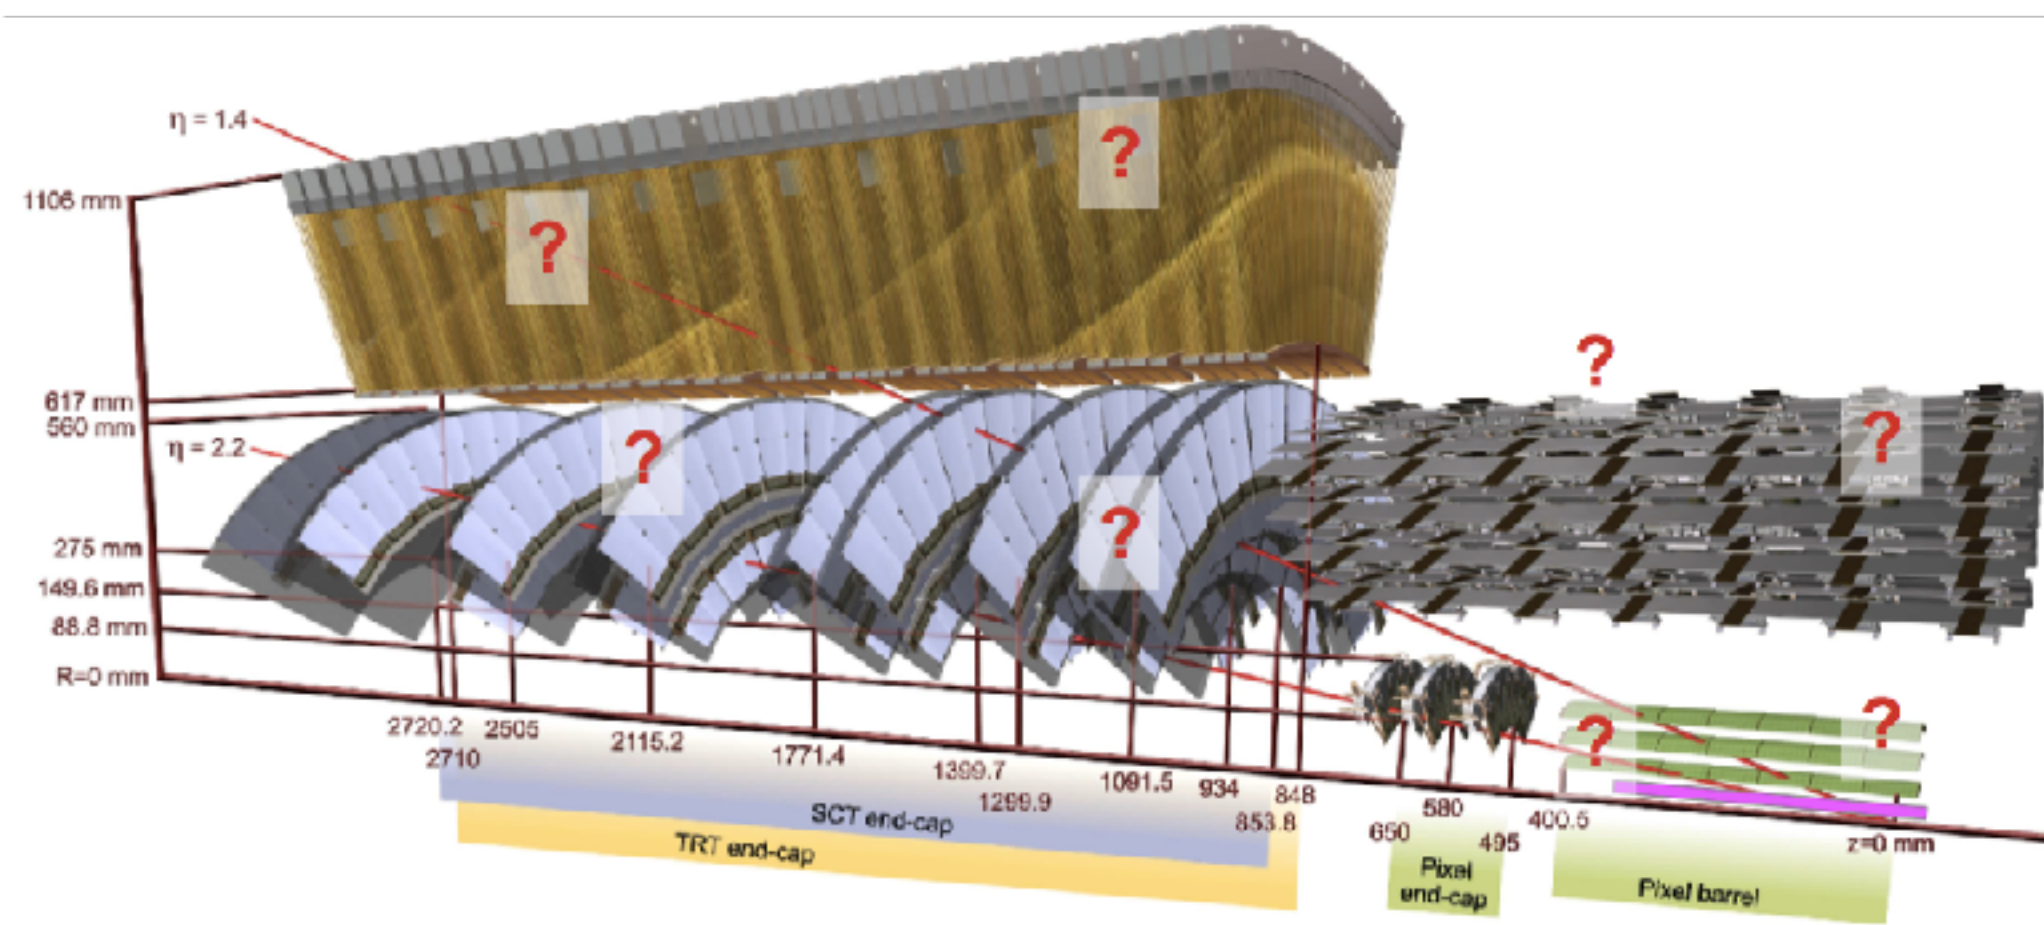 η = 1.4
1106 mm
?
?
?
617 mm
560 mm
?
?
η = 2.2
?
275 mm
149.6 mm
88.8 mm
R=0 mm
?
?
2720.2
2710
2505
2115.2
1771.4
1399.7
1299.9
1091.5
934
853.8
848
650
580
495
400.5
z=0 mm
SCT end-cap
TRT end-cap
Pixel
end-cap
Pixel barrel